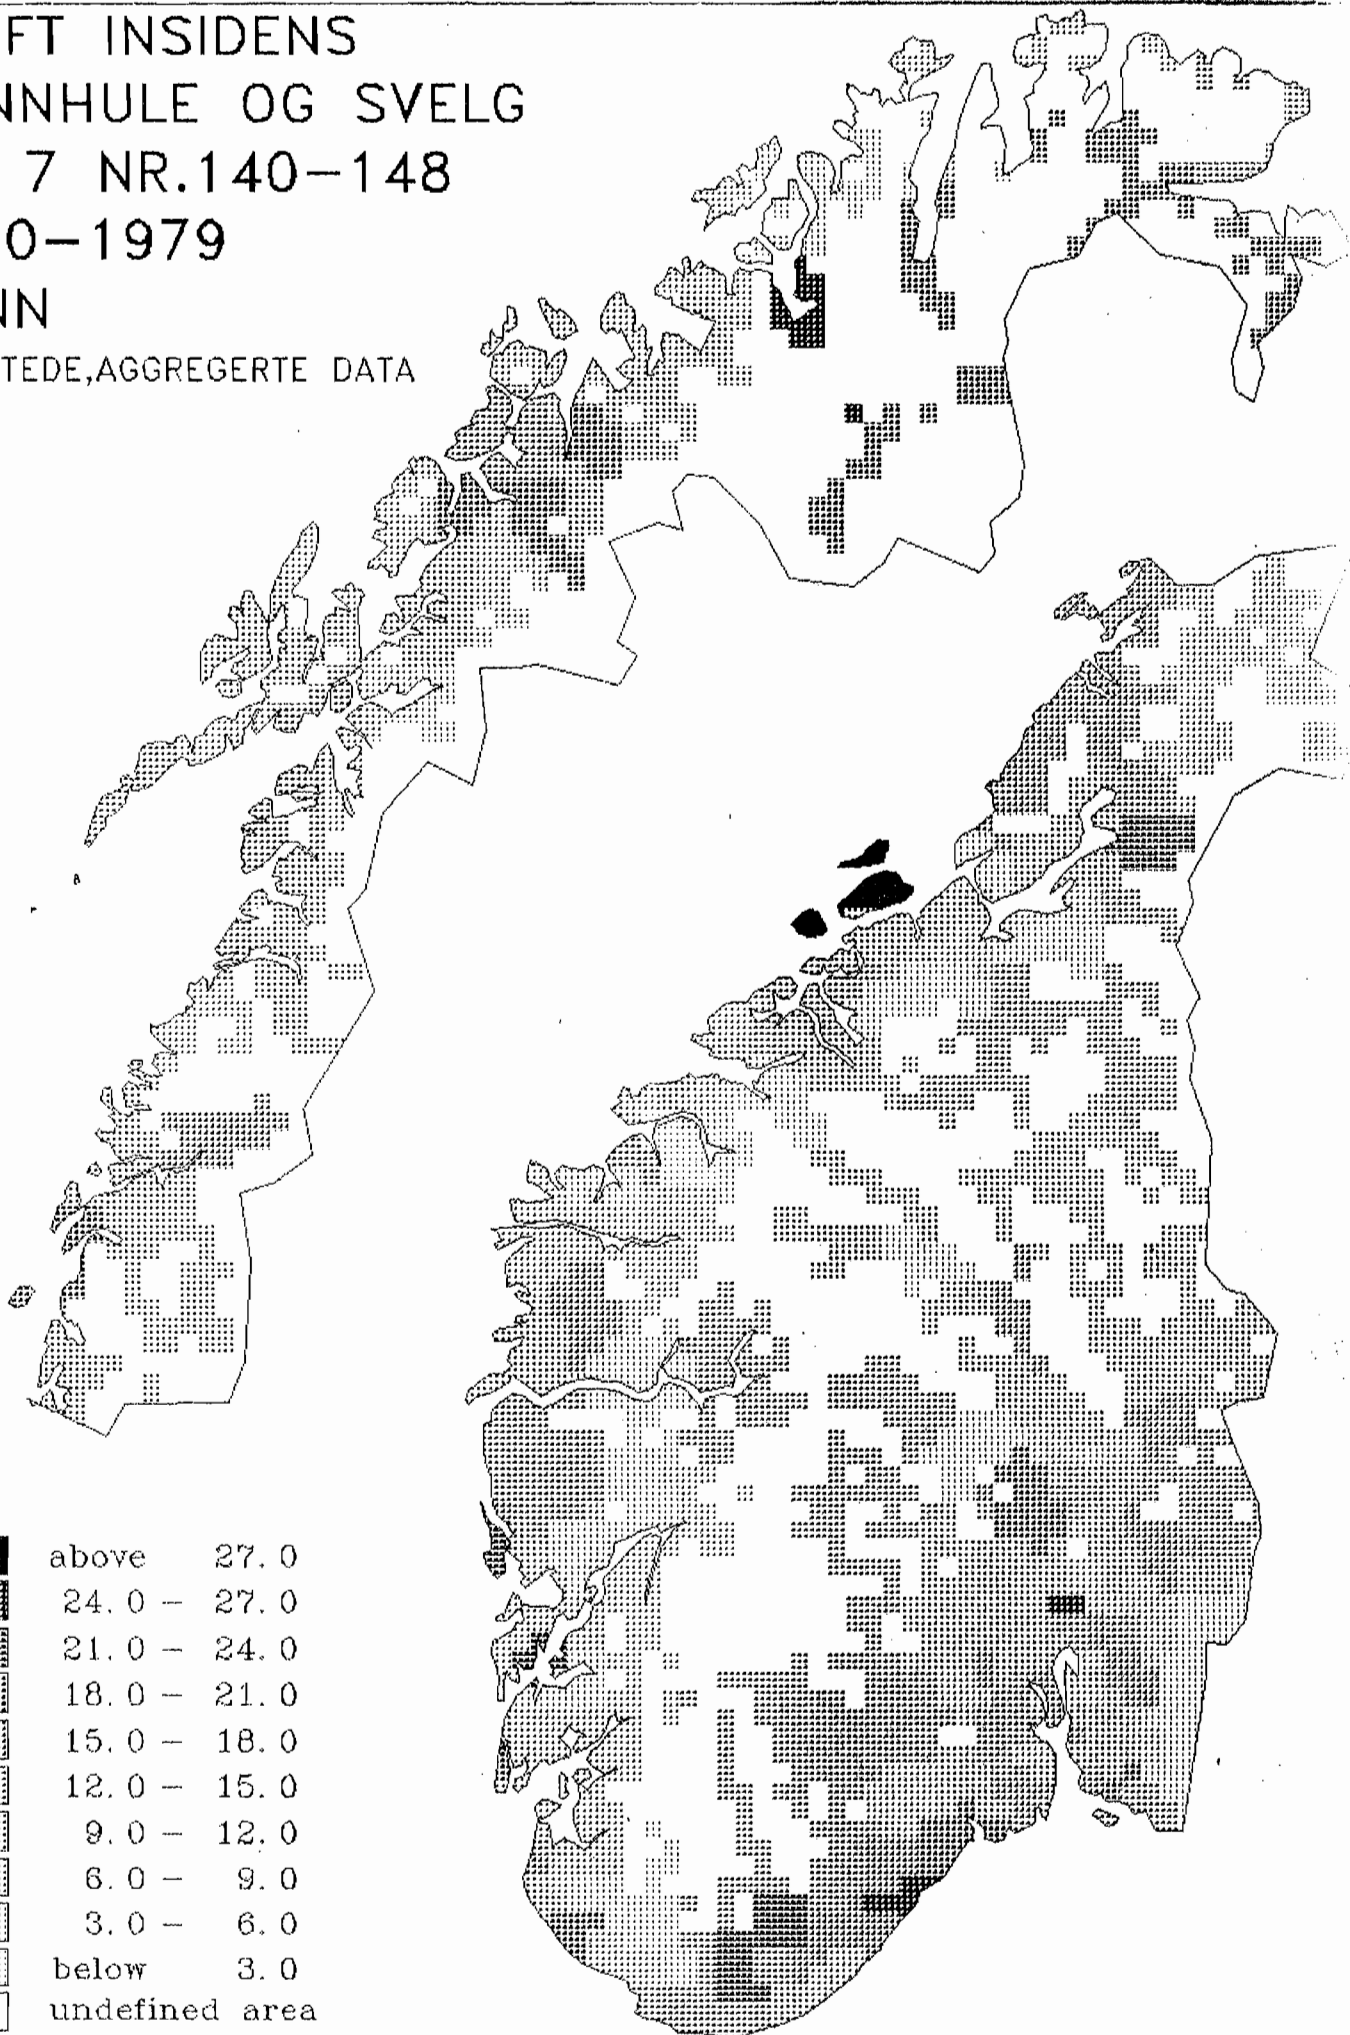 FT INSIDENS
NNHULE OG SVELG
7 NR.140-148
0-1979
NN
TEDE,AGGREGERTE DATA
above 27.0
24.0 - 27.0
21.0 - 24.0
18.0 - 21.0
15.0 - 18.0
12.0 - 15.0
9.0 - 12.0
6.0 - 9.0
3.0 - 6.0
below 3.0
undefined area